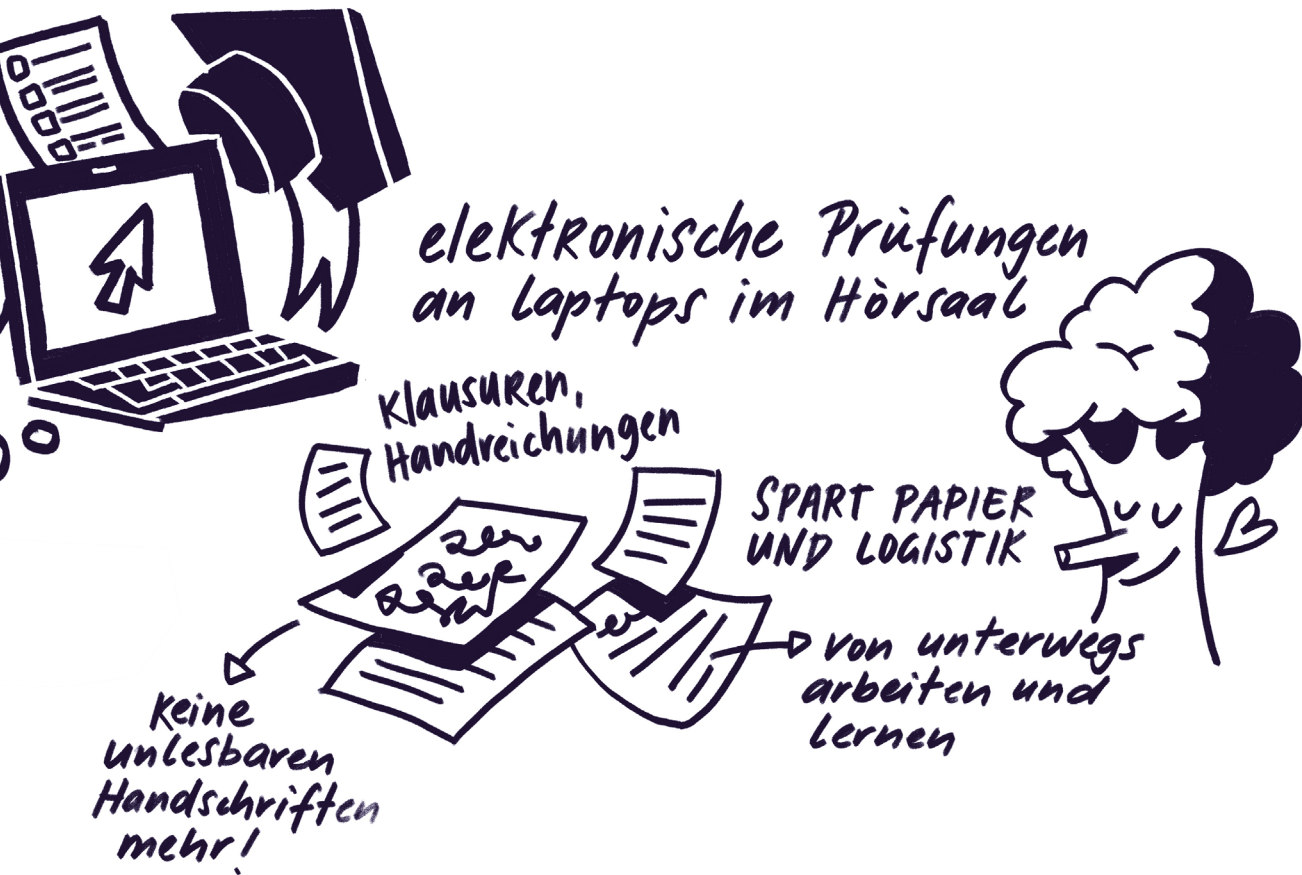 elektronische Prüfungen
an Laptops im Hörsaal
Klausuren,
Handreichungen
SPART PAPIER
UND LOGISTIK
von unterwegs
arbeiten und
lernen
Keine
unlesbaren
Handschriften
mehr!